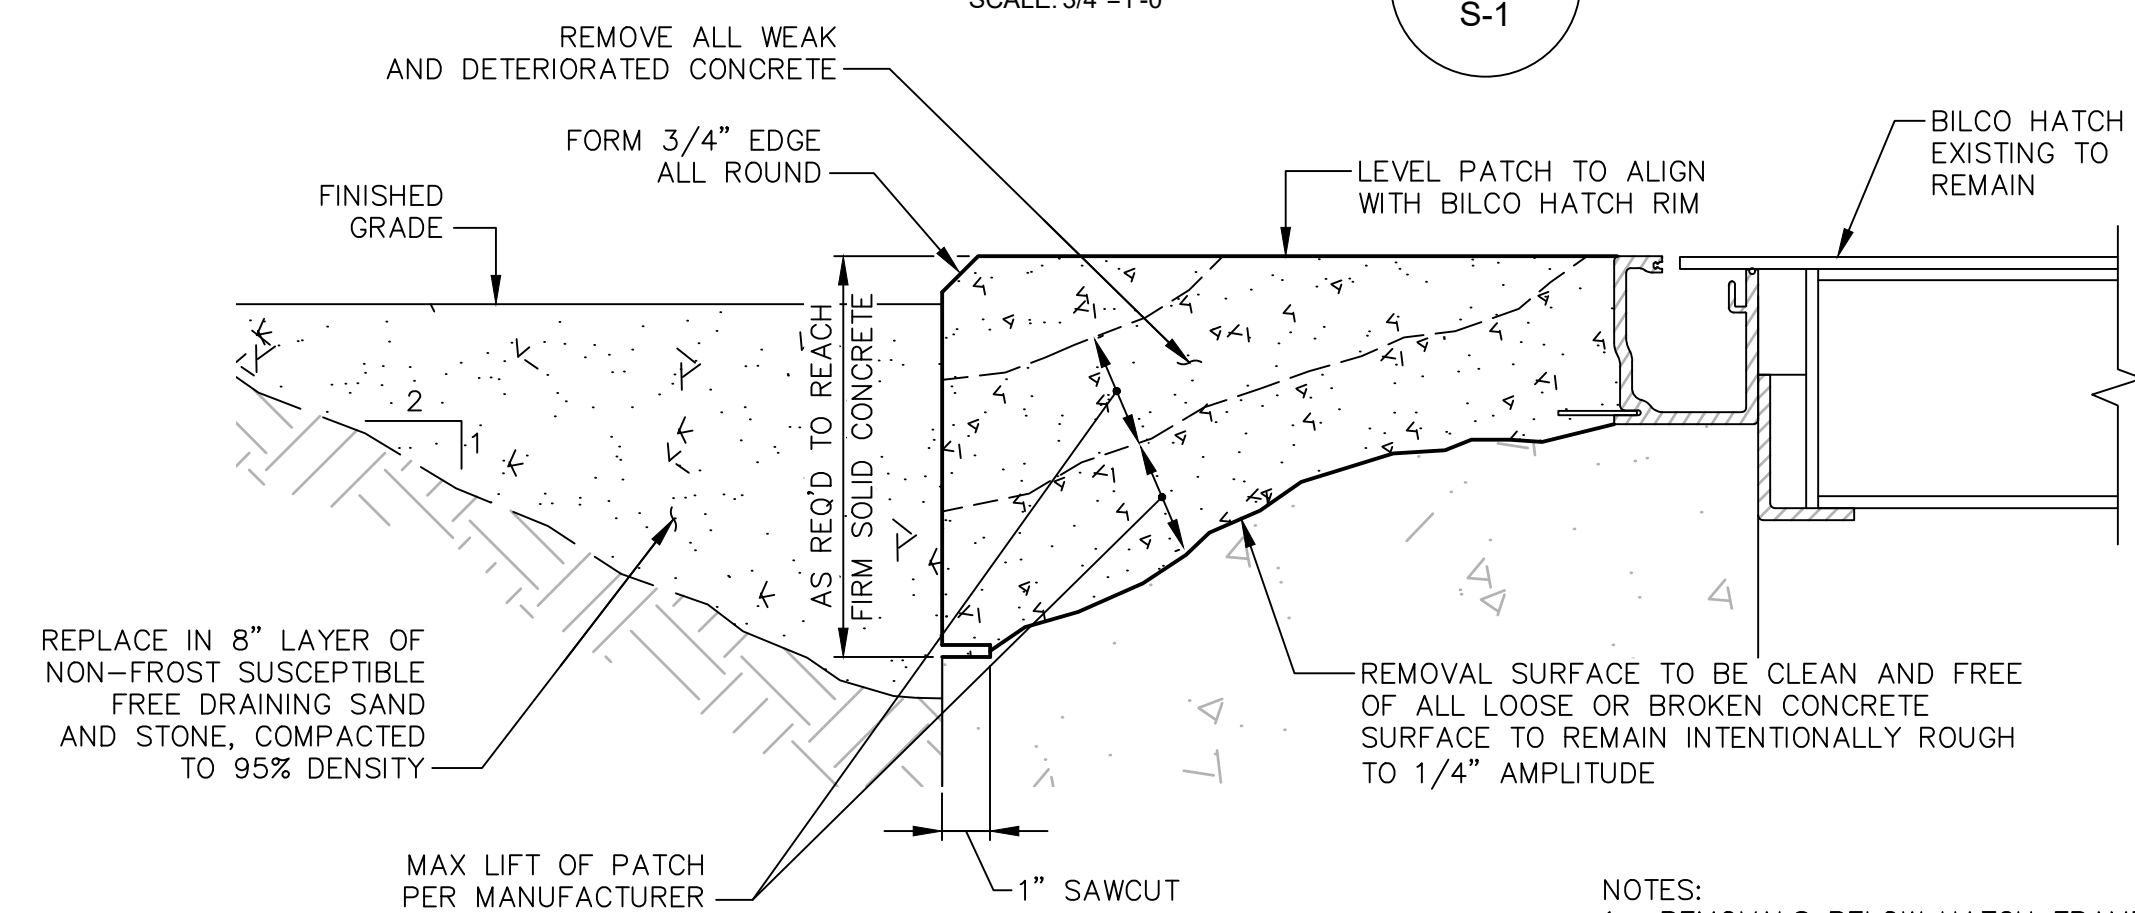 S-1
REMOVE ALL WEAK
AND DETERIORATED CONCRETE
FORM 3/4” EDGE
ALL ROUND
FINISHED
GRADE
LEVEL PATCH TO ALIGN
WITH BILCO HATCH RIM
BILCO HATCH
EXISTING TO
REMAIN
2
1
AS REQ'D TO REACH
FIRM SOLID CONCRETE
REPLACE IN 8” LAYER OF
NON-FROST SUSCEPTIBLE
FREE DRAINING SAND
AND STONE, COMPACTED
TO 95% DENSITY
REMOVAL SURFACE TO BE CLEAN AND FREE
OF ALL LOOSE OR BROKEN CONCRETE
SURFACE TO REMAIN INTENTIONALLY ROUGH
TO 1/4” AMPLITUDE
MAX LIFT OF PATCH
PER MANUFACTURER
1” SAWCUT
NOTES: